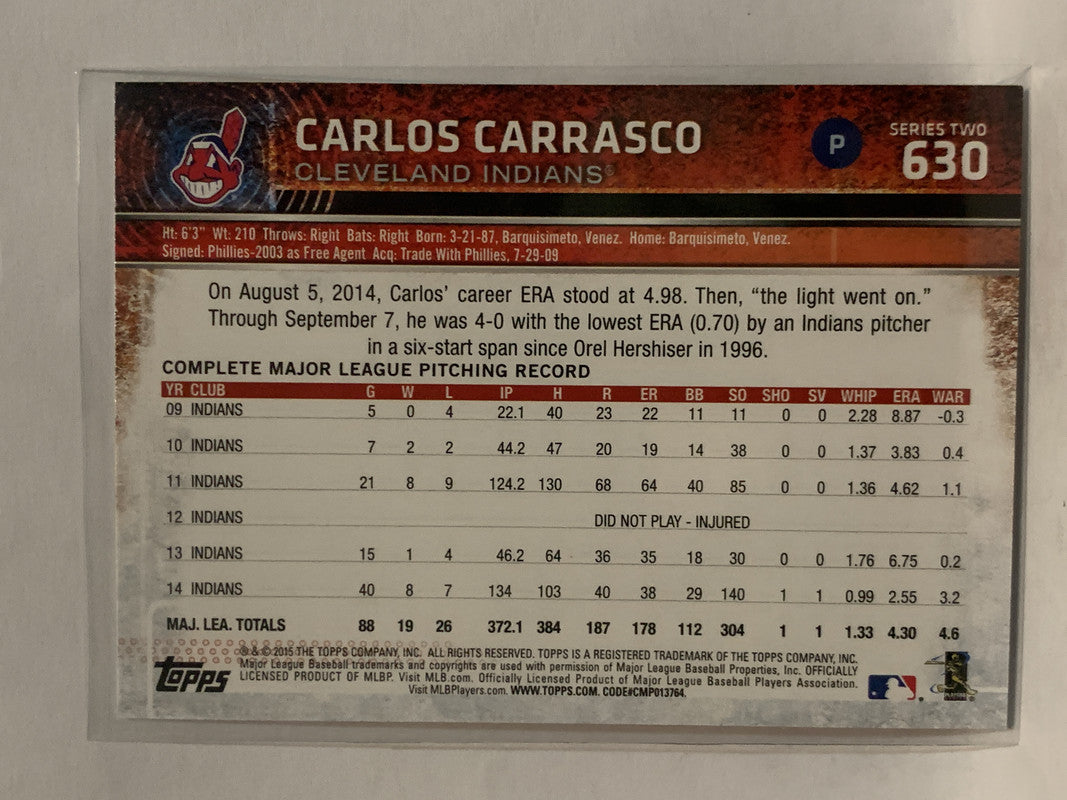 CARLOS CARRASCO
CLEVELAND INDIANS®
P
SERIES TWO
630
Ht: 6'3" Wt: 210 Throws: Right Bats: Right Born: 3-21-87, Barquisimeto, Venez. Home: Barquisimeto, Venez.
Signed: Phillies-2003 as Free Agent Acq: Trade With Phillies, 7-29-09
On August 5, 2014, Carlos' career ERA stood at 4.98. Then, "the light went on."
Through September 7, he was 4-0 with the lowest ERA (0.70) by an Indians pitcher
in a six-start span since Orel Hershiser in 1996.
COMPLETE MAJOR LEAGUE PITCHING RECORD
YR CLUB G W L IP H R ER BB SO SHO SV WHIP ERA WAR
09 INDIANS 5 0 4 22.1 40 23 22 11 11 0 0 2.28 8.87 -0.3
10 INDIANS 7 2 2 44.2 47 20 19 14 38 0 0 1.37 3.83 0.4
11 INDIANS 21 8 9 124.2 130 68 64 40 85 0 0 1.36 4.62 1.1
12 INDIANS DID NOT PLAY - INJURED
13 INDIANS 15 1 4 46.2 64 36 35 18 30 0 0 1.76 6.75 0.2
14 INDIANS 40 8 7 134 103 40 38 29 140 1 1 0.99 2.55 3.2
MAJ. LEA. TOTALS 88 19 26 372.1 384 187 178 112 304 1 1 1.33 4.30 4.6
® & © 2015 THE TOPPS COMPANY, INC. ALL RIGHTS RESERVED. TOPPS IS A REGISTERED TRADEMARK OF THE TOPPS COMPANY, INC.
Major League Baseball trademarks and copyrights are used with permission of Major League Baseball Properties, Inc. OFFICIALLY
LICENSED PRODUCT OF MLBP. Visit MLB.com. Officially Licensed Product of Major League Baseball Players Association.
Visit MLBPlayers.com. WWW.TOPPS.COM. CODE#CMP013764.
topps